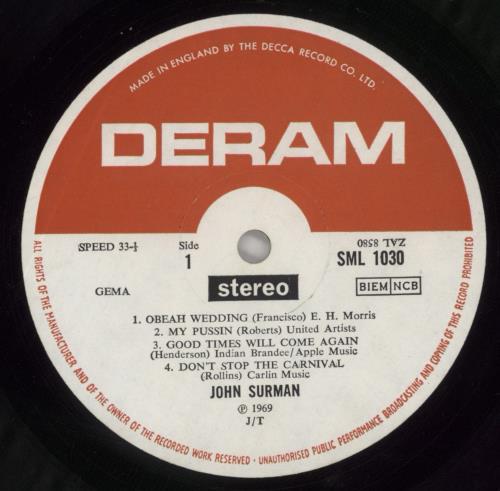 MADE IN ENGLAND BY THE DECCA RECORD CO. LTD.
DERAM
SPEED 33-⅓
Side
1
ZAL 8580
SML 1030
GEMA
stereo
BIEM NCB
1. OBEAH WEDDING (Francisco) E. H. Morris
2. MY PUSSIN (Roberts) United Artists
3. GOOD TIMES WILL COME AGAIN
(Henderson) Indian Brandee/Apple Music
4. DON'T STOP THE CARNIVAL
(Rollins) Carlin Music
JOHN SURMAN
℗ 1969
J/T
ALL RIGHTS OF THE MANUFACTURER AND OF THE OWNER OF THE RECORDED WORK RESERVED · UNAUTHORISED PUBLIC PERFORMANCE BROADCASTING AND COPYING OF THIS RECORD PROHIBITED